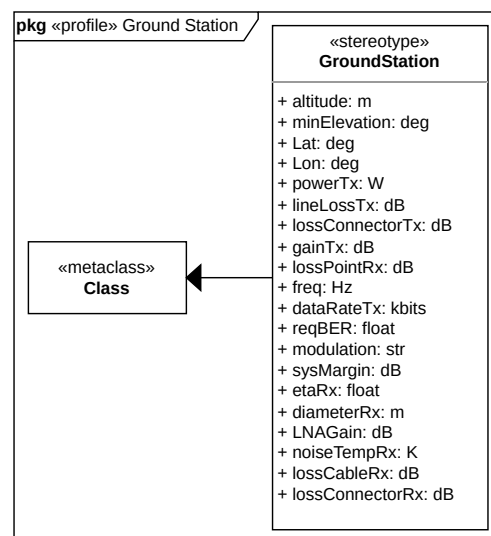 pkg «profile» Ground Station
«stereotype»
GroundStation
+ altitude: m
+ minElevation: deg
+ Lat: deg
+ Lon: deg
+ powerTx: W
+ lineLossTx: dB
+ lossConnectorTx: dB
+ gainTx: dB
+ lossPointRx: dB
+ freq: Hz
+ dataRateTx: kbits
+ reqBER: float
+ modulation: str
+ sysMargin: dB
+ etaRx: float
+ diameterRx: m
+ LNAGain: dB
+ noiseTempRx: K
+ lossCableRx: dB
+ lossConnectorRx: dB
«metaclass»
Class